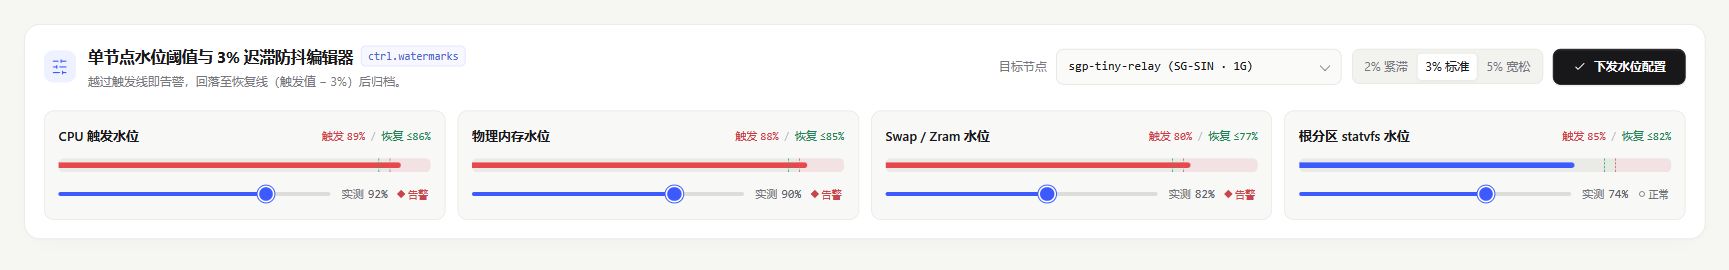 单节点水位阈值与 3% 迟滞防抖编辑器 ctrl.watermarks
越过触发线即告警，回落至恢复线（触发值 − 3%）后归档。
目标节点 sgp-tiny-relay (SG-SIN · 1G) 2% 紧滞 3% 标准 5% 宽松 下发水位配置
CPU 触发水位 触发 89% / 恢复 ≤86%
实测 92% 告警
物理内存水位 触发 88% / 恢复 ≤85%
实测 90% 告警
Swap / Zram 水位 触发 80% / 恢复 ≤77%
实测 82% 告警
根分区 statvfs 水位 触发 85% / 恢复 ≤82%
实测 74% 正常